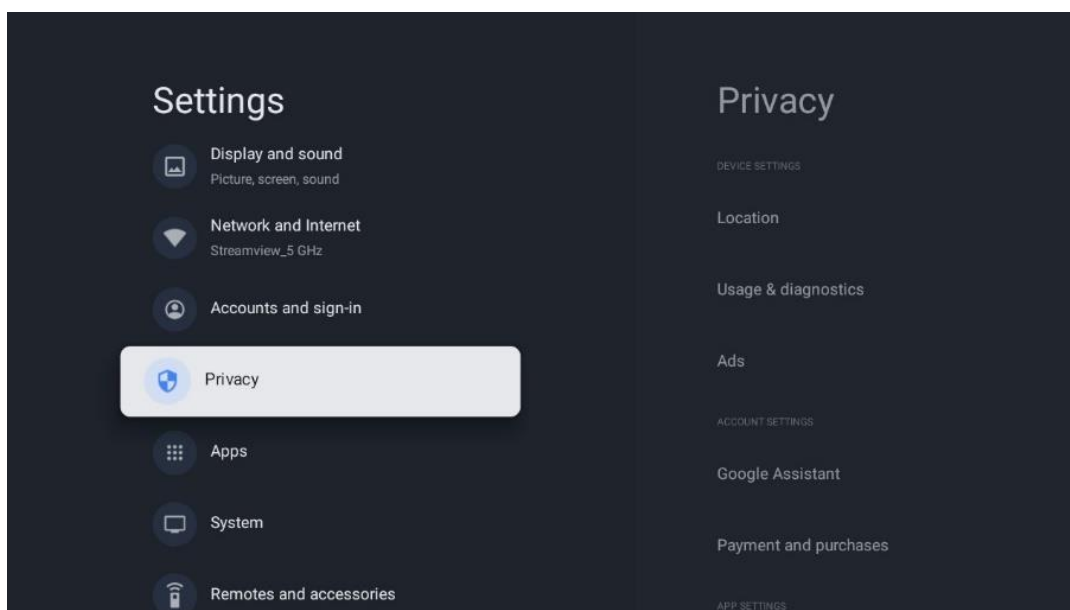 Settings
Display and sound
Picture, screen, sound
Network and Internet
Streamview_5 GHz
Accounts and sign-in
Privacy
Apps
System
Remotes and accessories
Privacy
DEVICE SETTINGS
Location
Usage & diagnostics
Ads
ACCOUNT SETTINGS
Google Assistant
Payment and purchases
APP SETTINGS